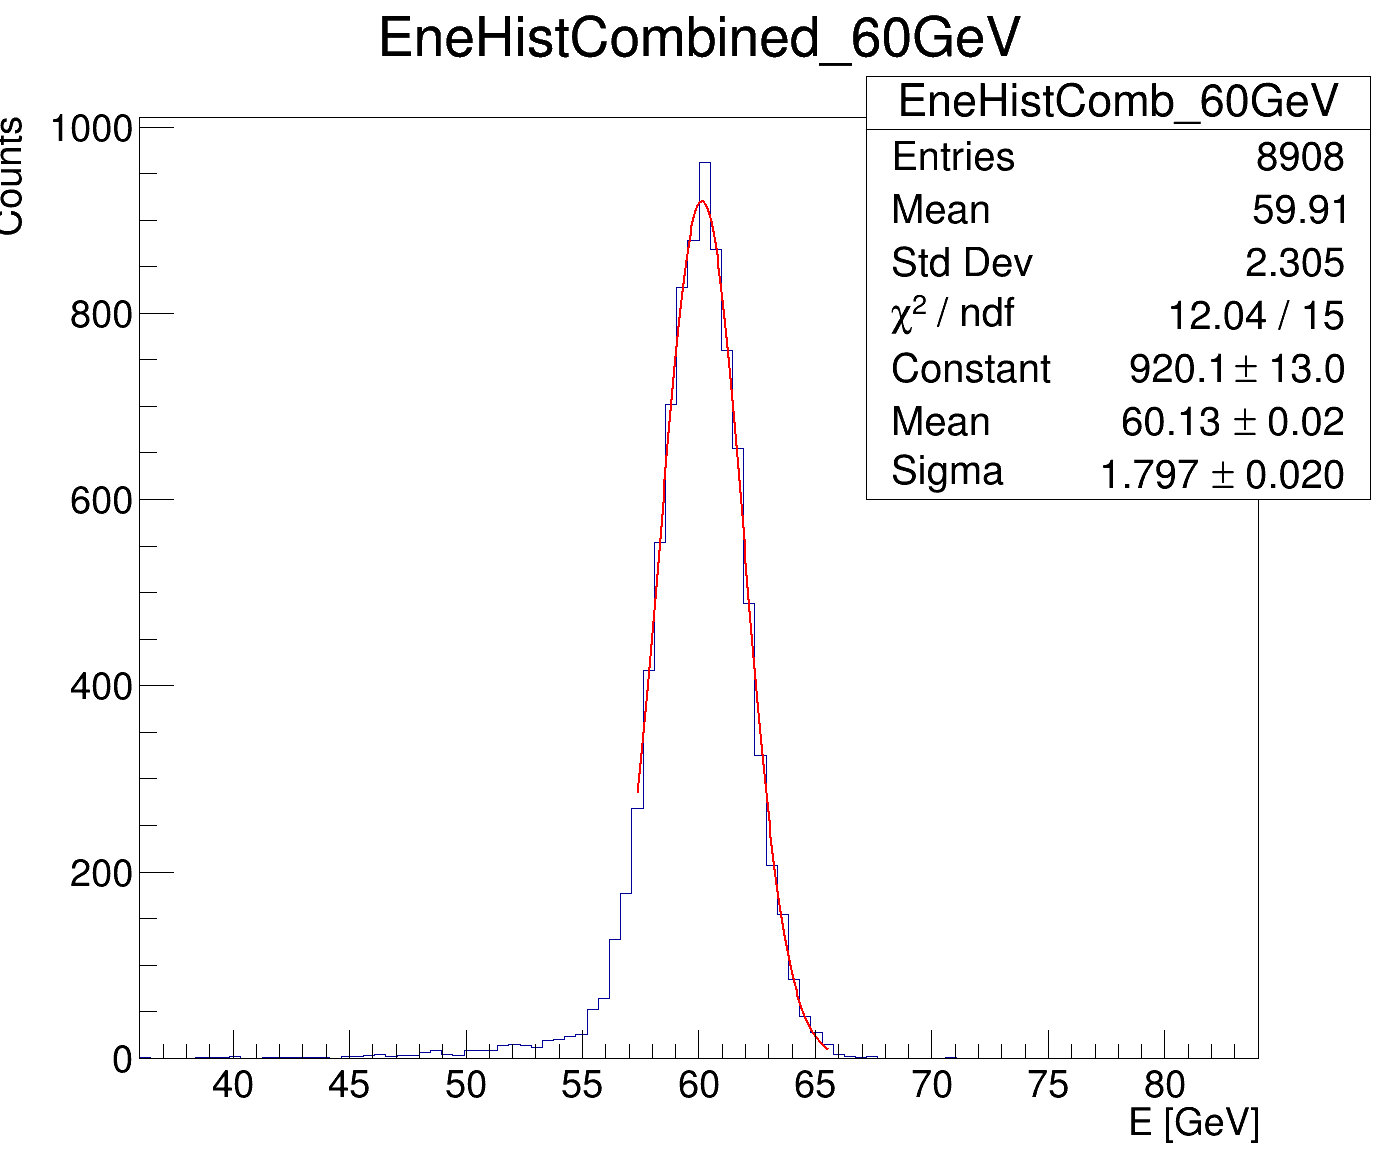 EneHistCombined_60GeV
EneHistComb_60GeV
Entries 8908
Mean 59.91
Std Dev 2.305
χ² / ndf 12.04 / 15
Constant 920.1 ± 13.0
Mean 60.13 ± 0.02
Sigma 1.797 ± 0.020
Counts
1000
800
600
400
200
0
40 45 50 55 60 65 70 75 80
E [GeV]